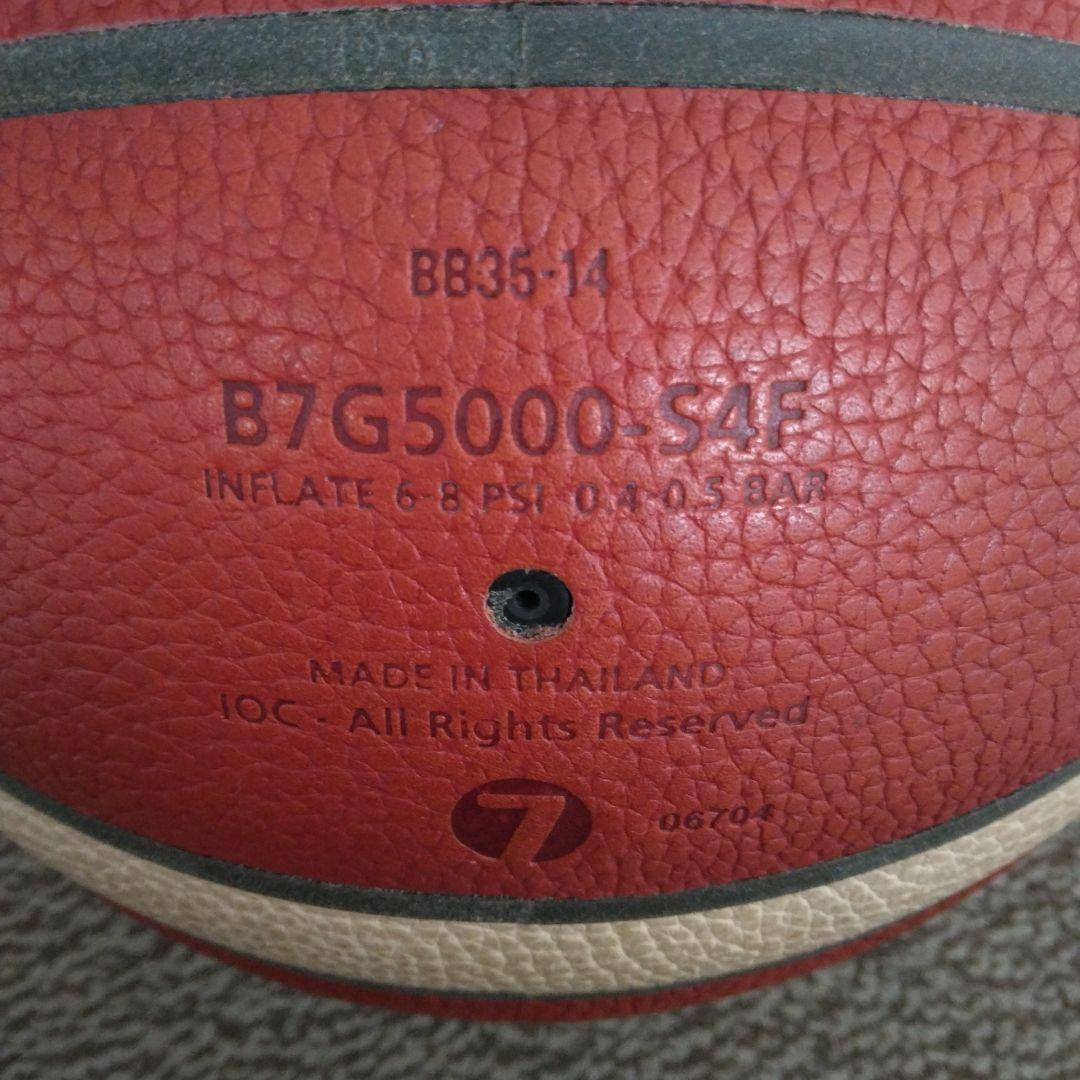 BB35-14
B7G5000-S4F
INFLATE 6-8 PSI 0.4-0.5 BAR
MADE IN THAILAND
IOC - All Rights Reserved
7
06704